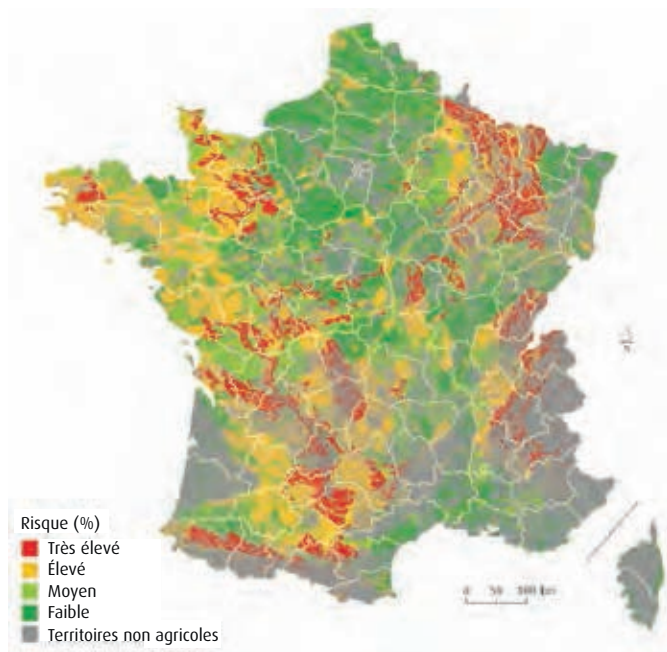 Risque (%)
Très élevé
Élevé
Moyen
Faible
Territoires non agricoles
0 50 100 km